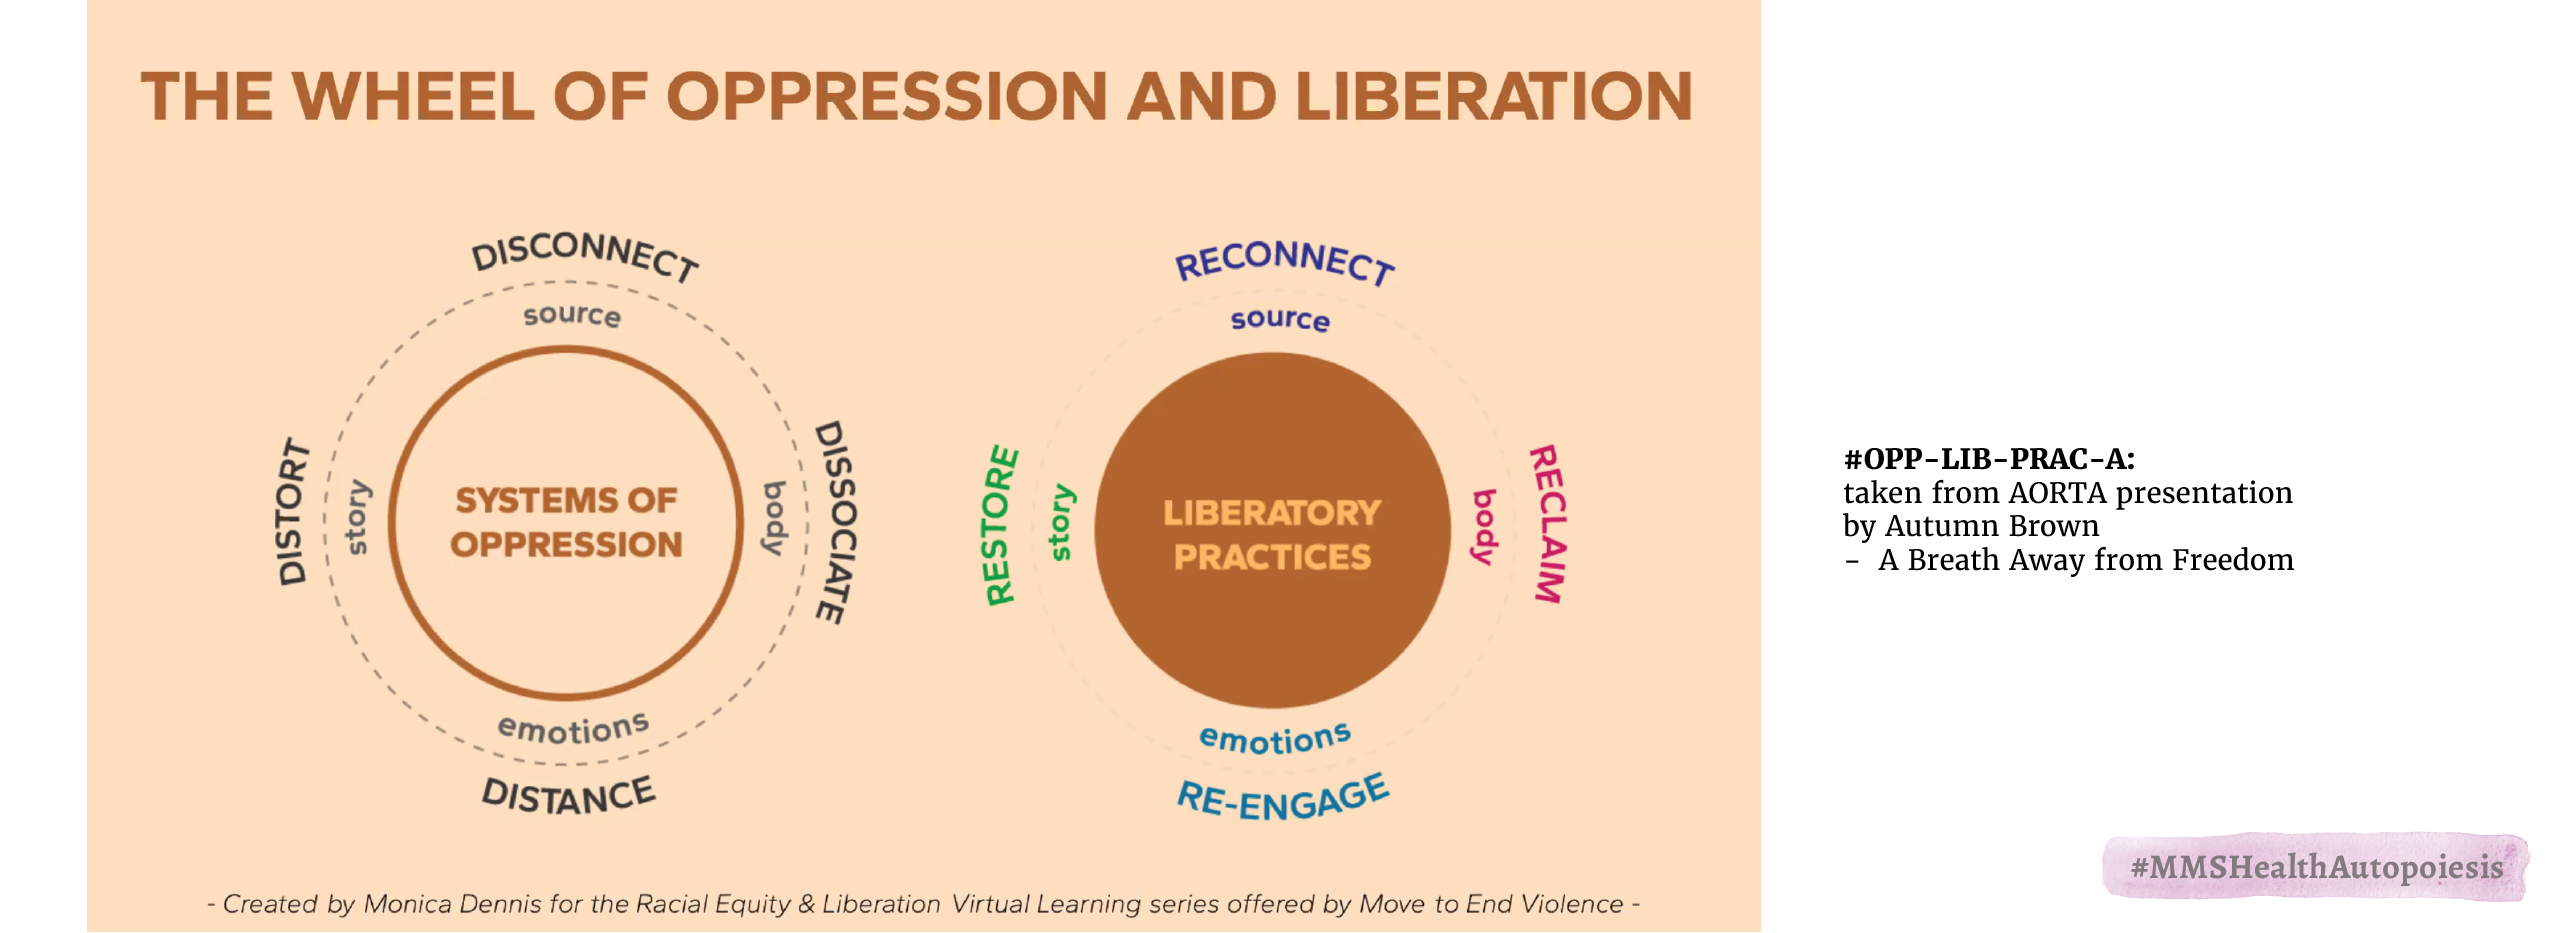 THE WHEEL OF OPPRESSION AND LIBERATION
DISCONNECT
source
DISTORT
story
SYSTEMS OF
OPPRESSION
body
DISSOCIATE
emotions
DISTANCE
RECONNECT
source
RESTORE
story
LIBERATORY
PRACTICES
body
RECLAIM
emotions
RE-ENGAGE
- Created by Monica Dennis for the Racial Equity & Liberation Virtual Learning series offered by Move to End Violence -
#OPP-LIB-PRAC-A:
taken from AORTA presentation
by Autumn Brown
- A Breath Away from Freedom
#MMSHealthAutopoiesis